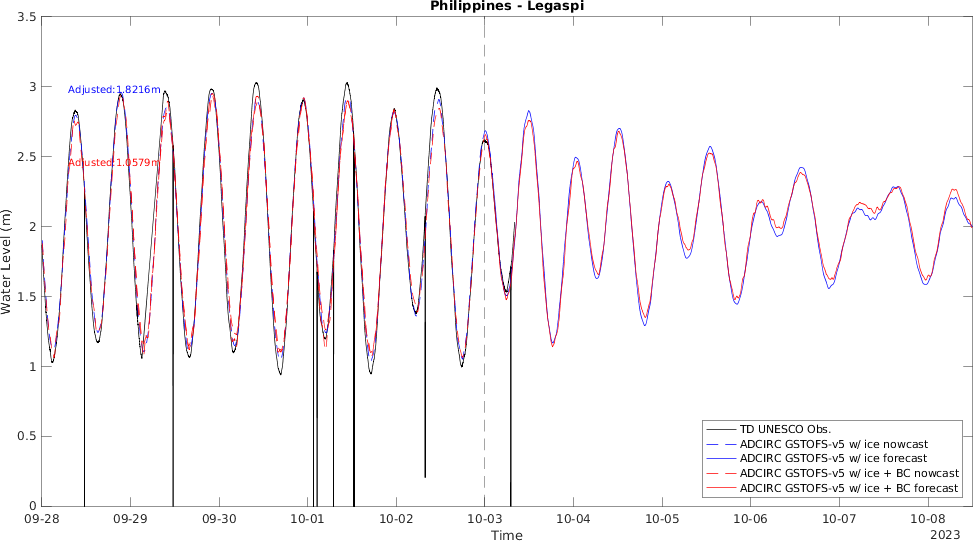 Philippines - Legaspi
3.5
3
2.5
2
1.5
1
0.5
0
Water Level (m)
Adjusted:1.8216m
Adjusted:1.0579m
TD UNESCO Obs.
ADCIRC GSTOFS-v5 w/ ice nowcast
ADCIRC GSTOFS-v5 w/ ice forecast
ADCIRC GSTOFS-v5 w/ ice + BC nowcast
ADCIRC GSTOFS-v5 w/ ice + BC forecast
09-28 09-29 09-30 10-01 10-02 10-03 10-04 10-05 10-06 10-07 10-08
Time
2023